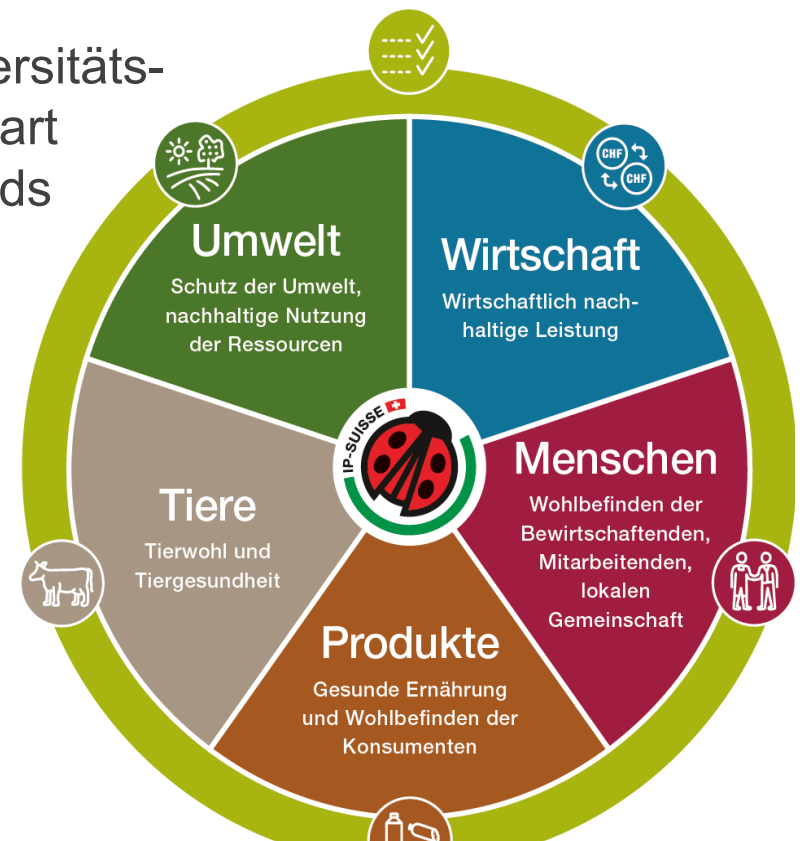 ersitäts-
art
ds
CHF
CHF
Umwelt
Schutz der Umwelt,
nachhaltige Nutzung
der Ressourcen
Wirtschaft
Wirtschaftlich nach-
haltige Leistung
IP-SUISSE
Menschen
Wohlbefinden der
Bewirtschaftenden,
Mitarbeitenden,
lokalen
Gemeinschaft
Tiere
Tierwohl und
Tiergesundheit
Produkte
Gesunde Ernährung
und Wohlbefinden der
Konsumenten